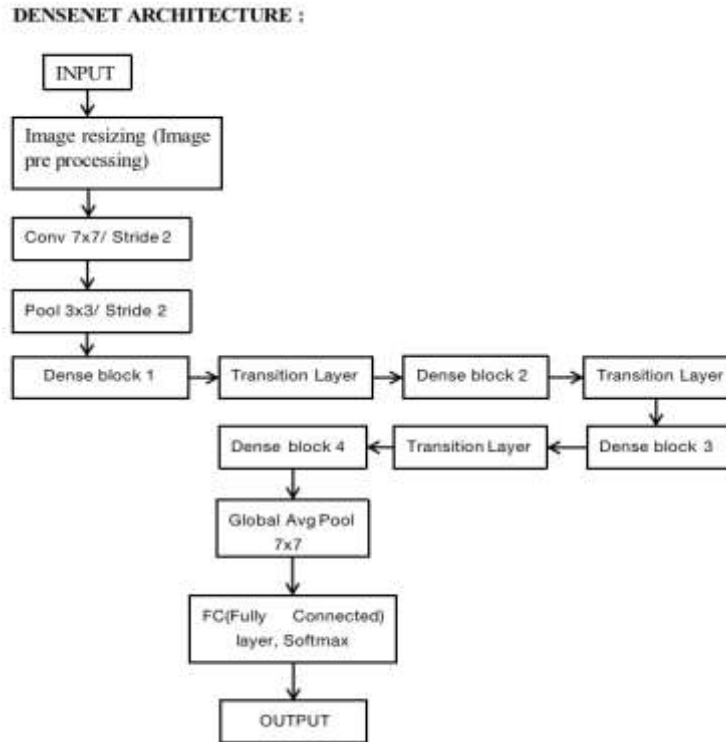 DENSENET ARCHITECTURE :
INPUT
Image resizing (Image
pre processing)
Conv 7x7/ Stride 2
Pool 3x3/ Stride 2
Dense block 1
Transition Layer
Dense block 2
Transition Layer
Dense block 3
Transition Layer
Dense block 4
Global Avg Pool
7x7
FC(Fully Connected)
layer, Softmax
OUTPUT